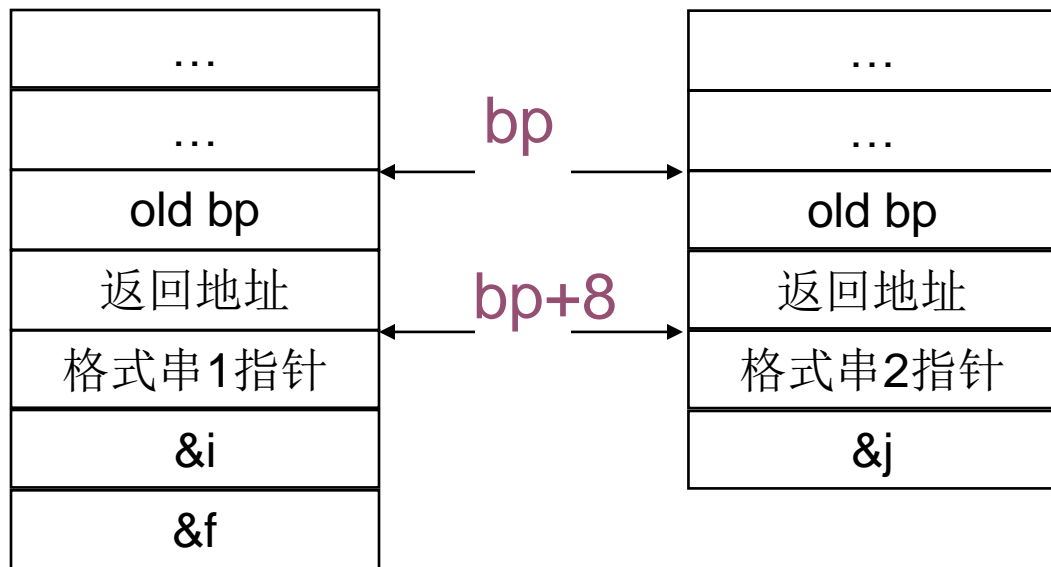 …
…
old bp
返回地址
格式串1指针
&i
&f
bp
bp+8
…
…
old bp
返回地址
格式串2指针
&j